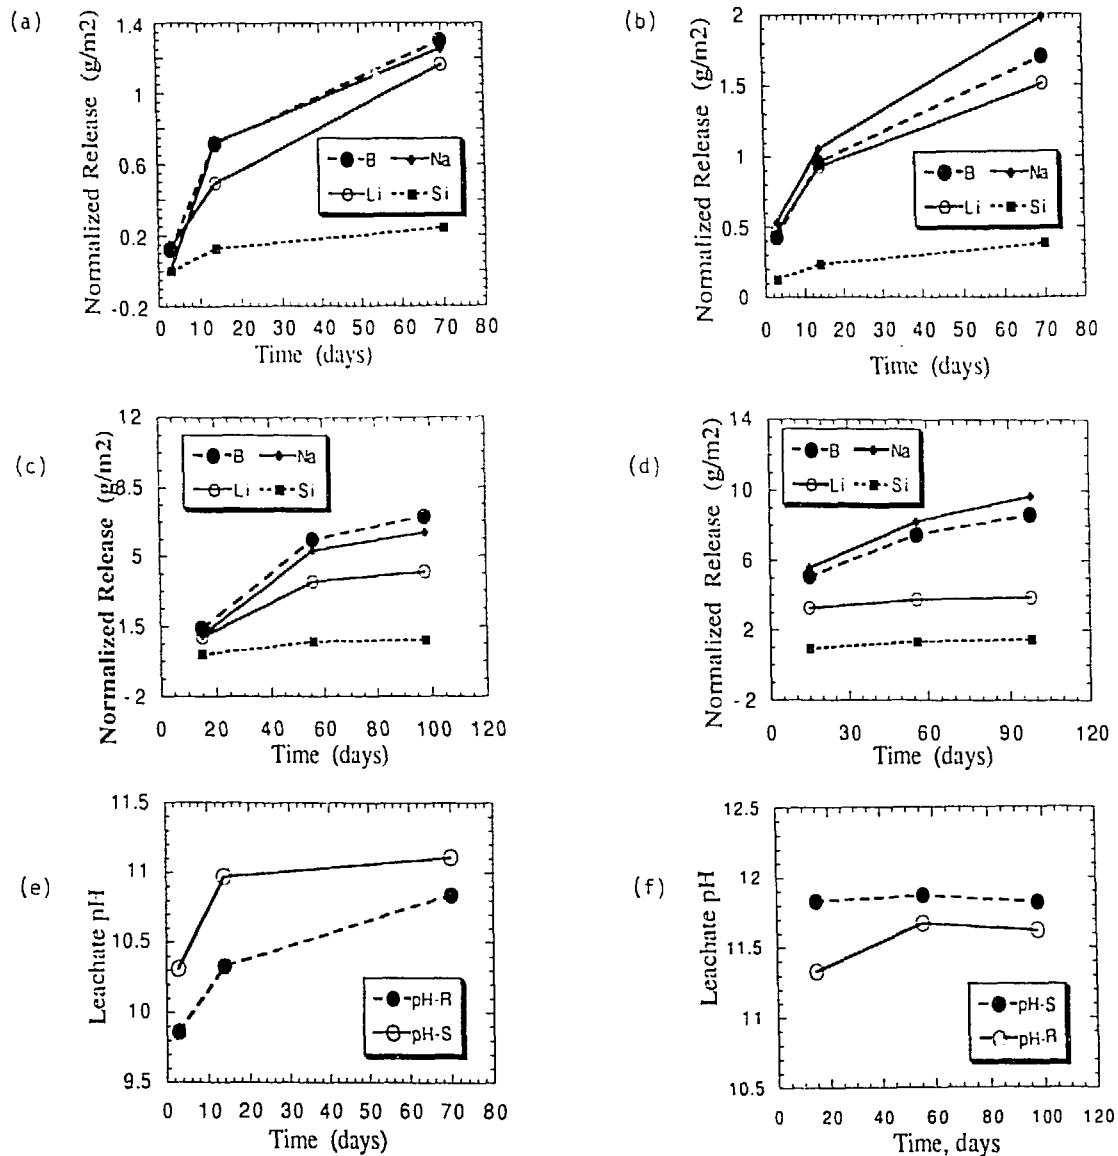 (a)
Normalized Release (g/m2)
1.4
1
0.6
0.2
-0.2
B Na
Li Si
0 10 20 30 40 50 60 70 80
Time (days)
(b)
Normalized Release (g/m2)
2
1.5
1
0.5
0
B Na
Li Si
0 10 20 30 40 50 60 70 80
Time (days)
(c)
Normalized Release (g/m2)
12
8.5
5
1.5
-2
B Na
Li Si
0 20 40 60 80 100 120
Time (days)
(d)
Normalized Release (g/m2)
14
10
6
2
-2
B Na
Li Si
0 30 60 90 120
Time (days)
(e)
Leachate pH
11.5
11
10.5
10
9.5
pH-R
pH-S
0 10 20 30 40 50 60 70 80
Time (days)
(f)
Leachate pH
12.5
12
11.5
11
10.5
pH-S
pH-R
0 20 40 60 80 100 120
Time, days